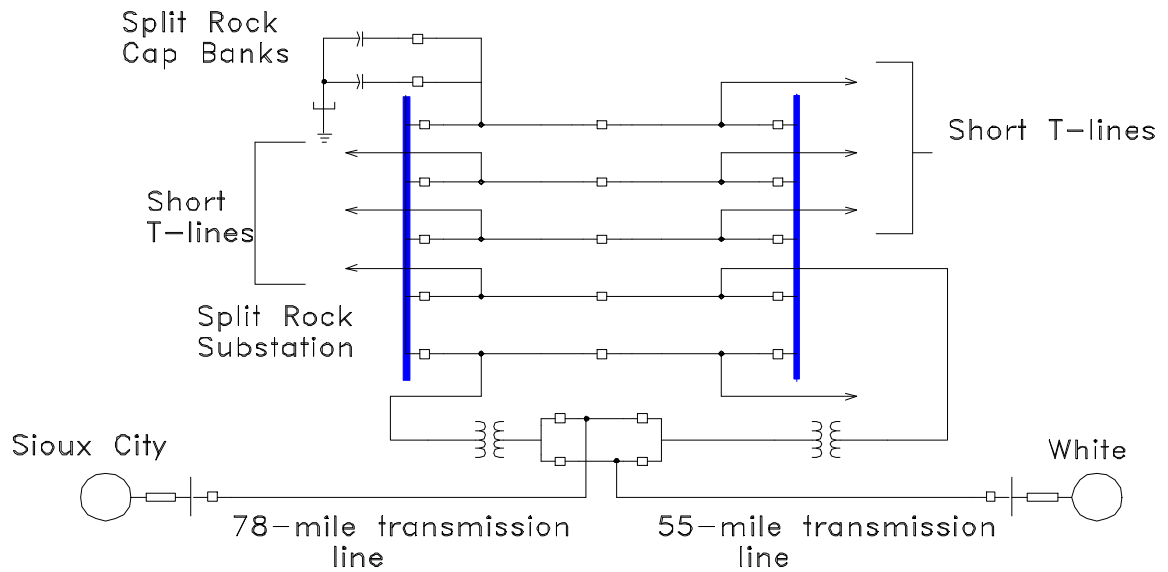 Split Rock
Cap Banks
Short T-lines
Short
T-lines
Split Rock
Substation
Sioux City
White
78-mile transmission
line
55-mile transmission
line